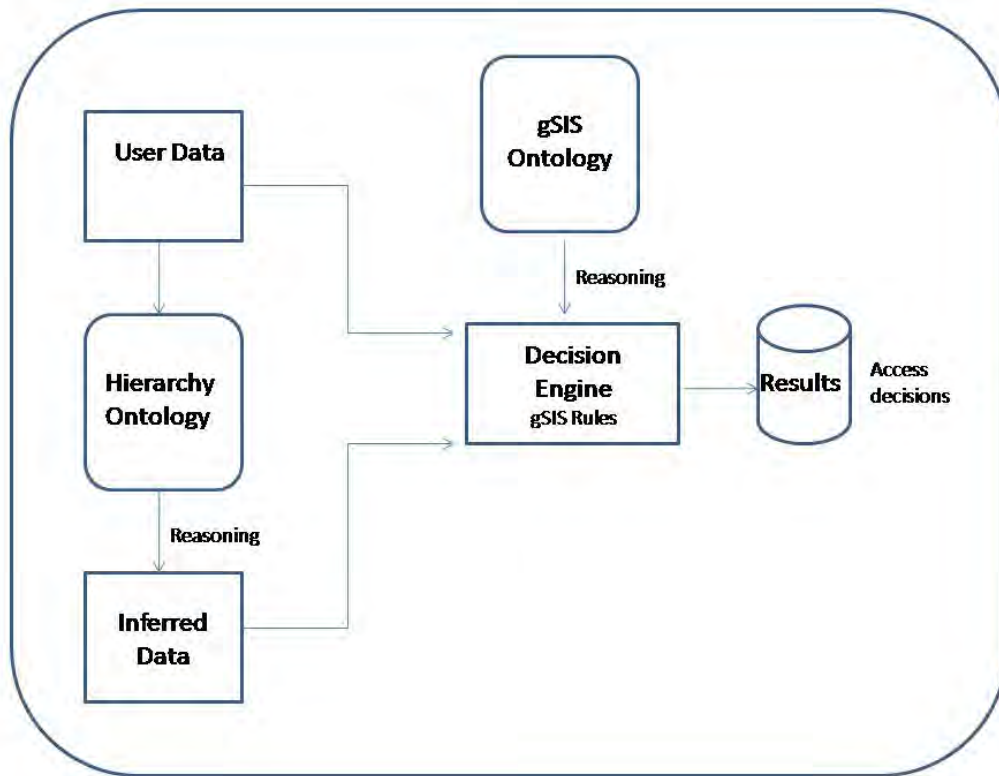 User Data
gSIS
Ontology
Reasoning
Hierarchy
Ontology
Decision
Engine
gSIS Rules
Results
Access
decisions
Reasoning
Inferred
Data